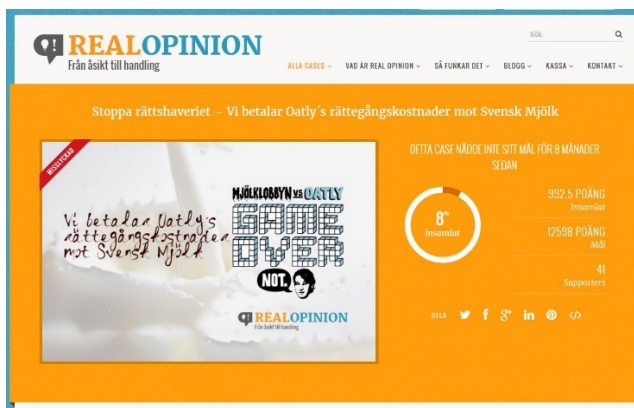 Sök
REALOPINION
Från åsikt till handling
ALLA CASES VAD ÄR REAL OPINION SÅ FUNKAR DET BLOGG KASSA KONTAKT
Stoppa rättshaveriet – Vi betalar Oatly´s rättegångskostnader mot Svensk Mjölk
MISSLYCKAD
Vi betalar Oatly's
rättegångskostnader
mot Svensk Mjölk
MJÖLKLOBBYN VS OATLY
GAME
OVER
NOT.
REALOPINION
Från åsikt till handling
DETTA CASE NÅDDE INTE SITT MÅL FÖR 8 MÅNADER
SEDAN
8%
insamlat
992.5 POÄNG
Insamlat
12598 POÄNG
Mål
41
Supporters
DELA